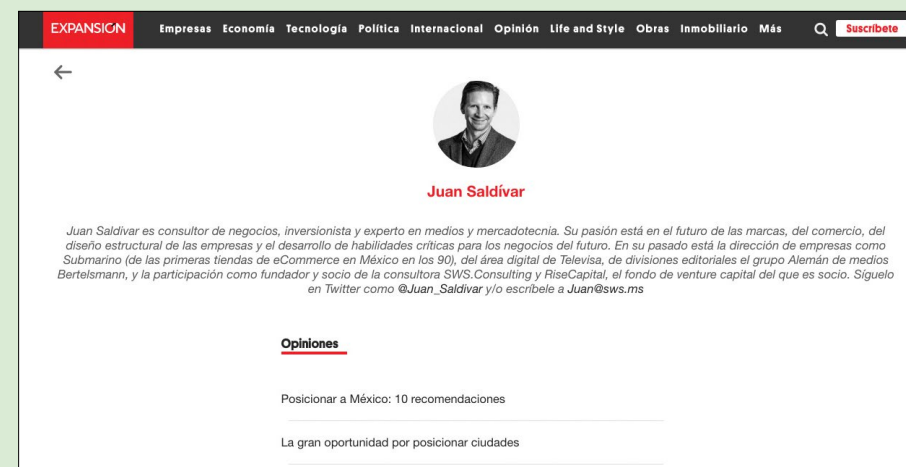 EXPANSIÓN Empresas Economía Tecnología Política Internacional Opinión Life and Style Obras Inmobiliario Más Suscríbete
Juan Saldívar
Juan Saldivar es consultor de negocios, inversionista y experto en medios y mercadotecnia. Su pasión está en el futuro de las marcas, del comercio, del
diseño estructural de las empresas y el desarrollo de habilidades críticas para los negocios del futuro. En su pasado está la dirección de empresas como
Submarino (de las primeras tiendas de eCommerce en México en los 90), del área digital de Televisa, de divisiones editoriales el grupo Alemán de medios
Bertelsmann, y la participación como fundador y socio de la consultora SWS.Consulting y RiseCapital, el fondo de venture capital del que es socio. Síguelo
en Twitter como @Juan_Saldivar y/o escríbele a Juan@sws.ms
Opiniones
Posicionar a México: 10 recomendaciones
La gran oportunidad por posicionar ciudades